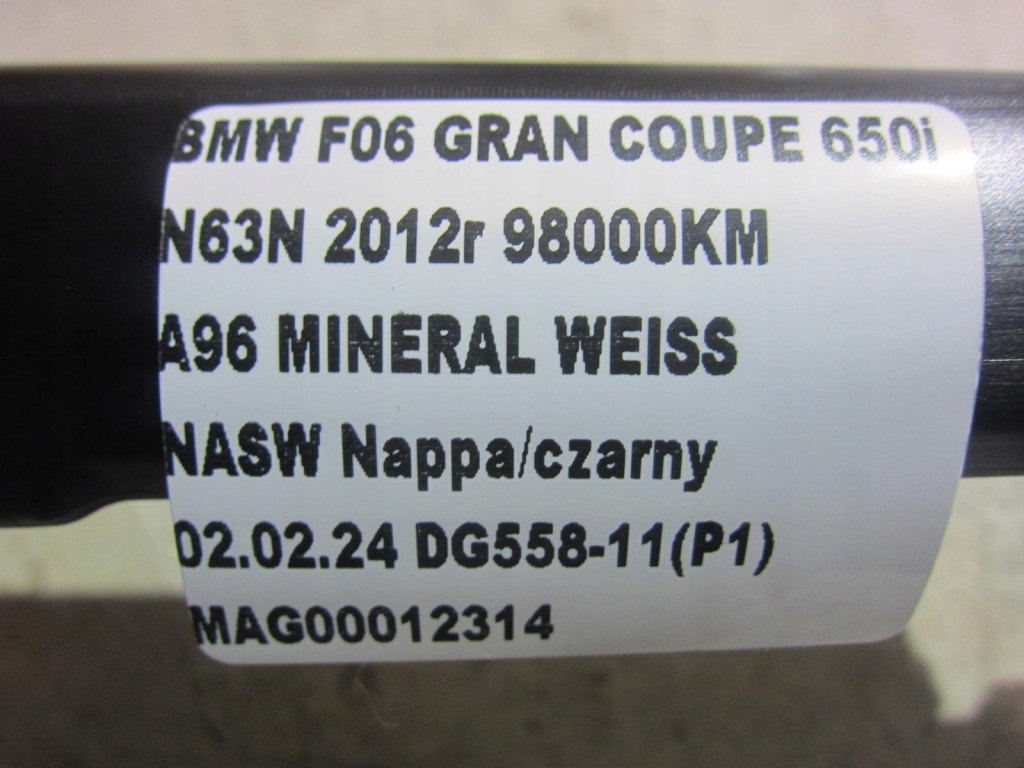 BMW F06 GRAN COUPE 650i
N63N 2012r 98000KM
A96 MINERAL WEISS
NASW Nappa/czarny
02.02.24 DG558-11(P1)
MAG00012314